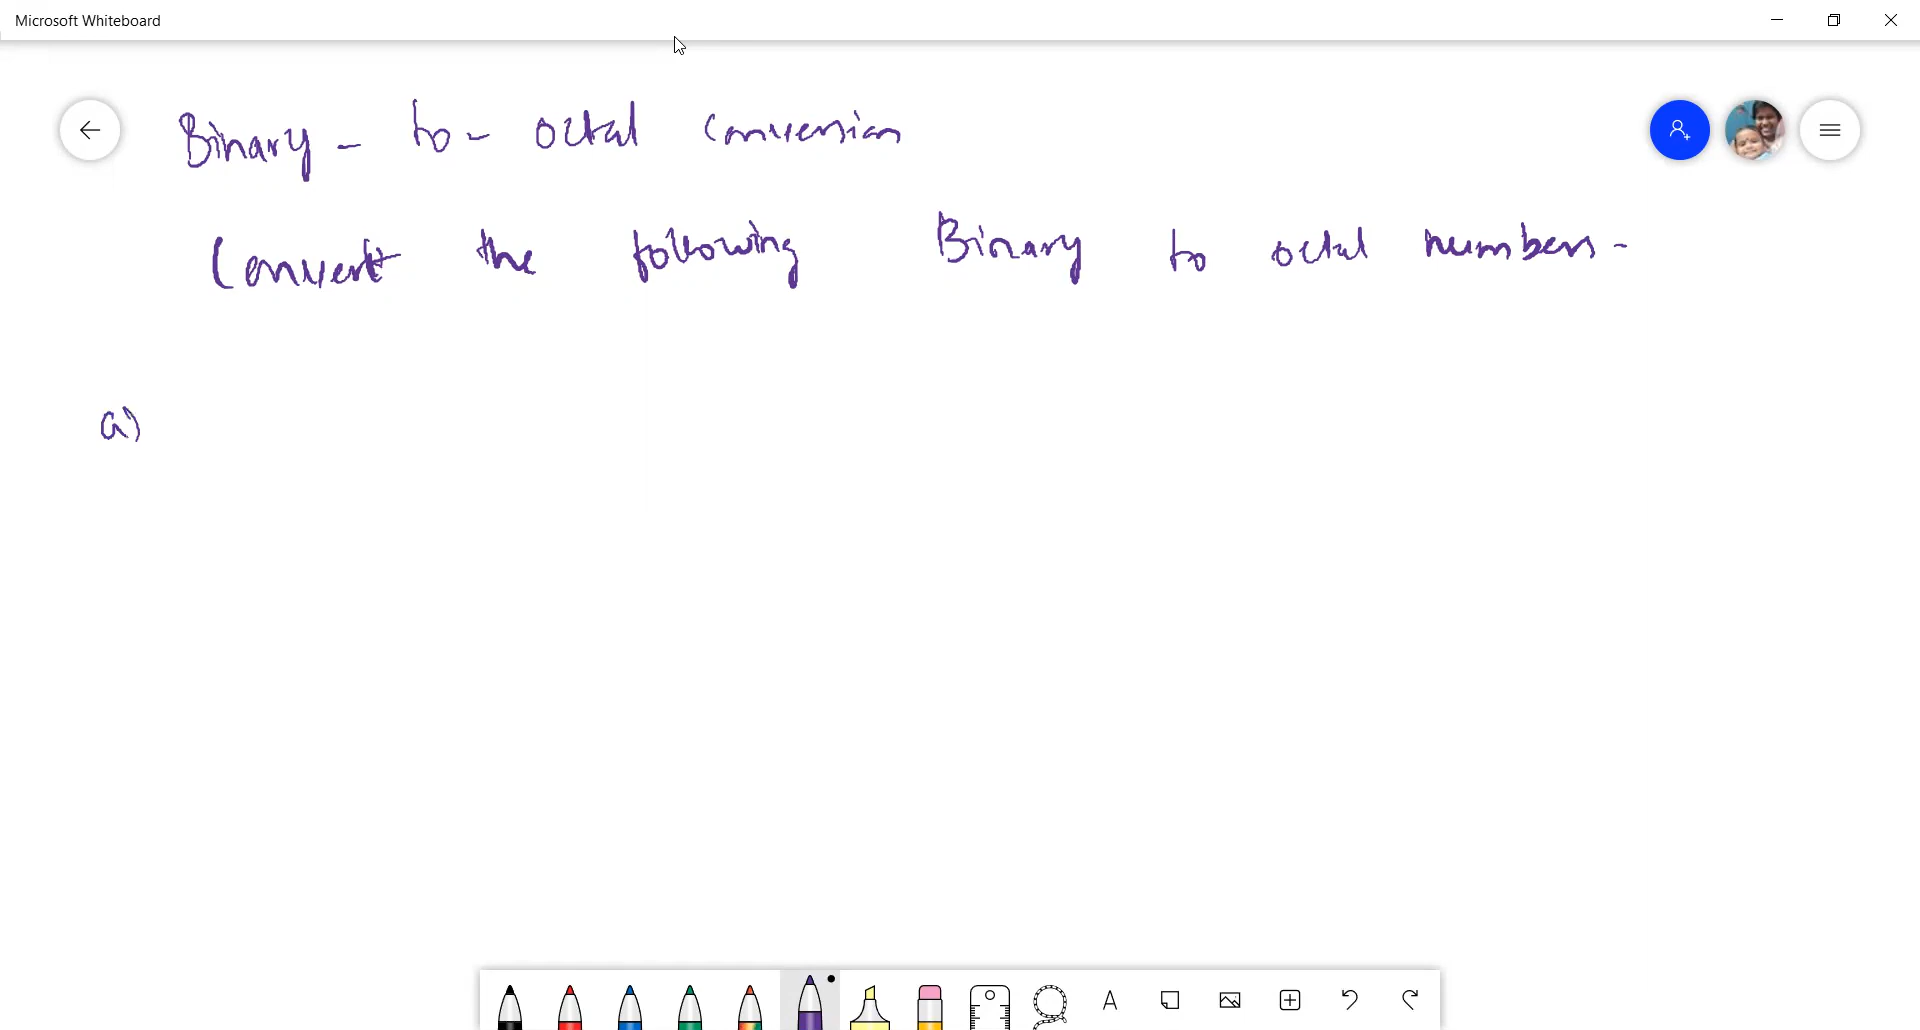 Microsoft Whiteboard
Binary - to - octal conversion
Convert the following Binary to octal numbers -
a)
A